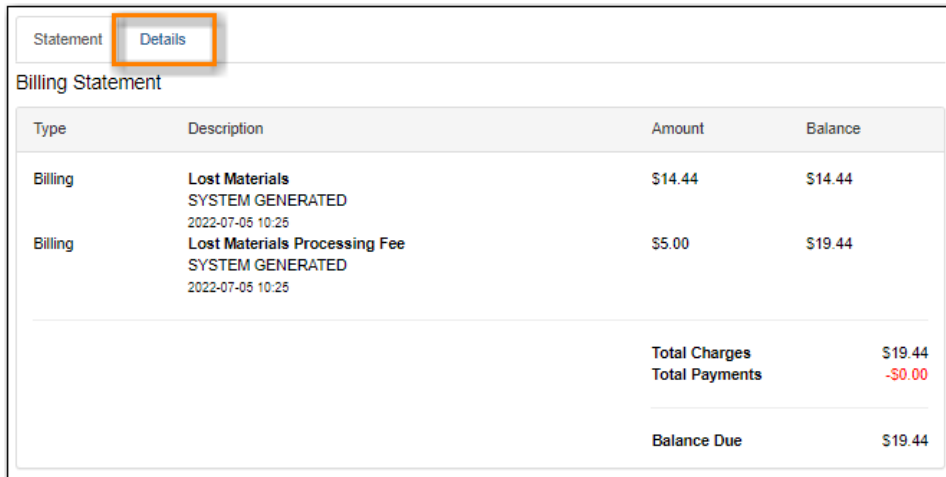 Statement Details
Billing Statement
Type Description Amount Balance
Billing Lost Materials $14.44 $14.44
SYSTEM GENERATED
2022-07-05 10:25
Billing Lost Materials Processing Fee $5.00 $19.44
SYSTEM GENERATED
2022-07-05 10:25
Total Charges $19.44
Total Payments -$0.00
Balance Due $19.44